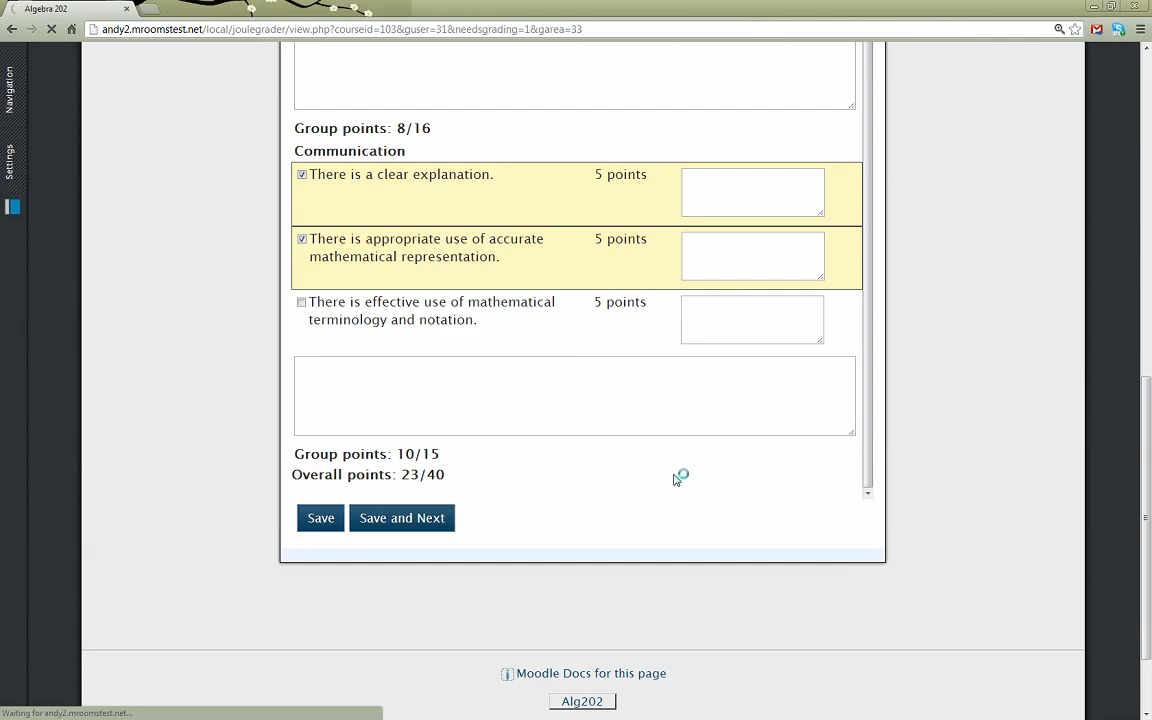 Algebra 202
andy2.mroomstest.net/local/joulegrader/view.php?courseid=103&guser=31&needsgrading=1&garea=33
Navigation
Settings
Group points: 8/16
Communication
There is a clear explanation. 5 points
There is appropriate use of accurate 5 points
mathematical representation.
There is effective use of mathematical 5 points
terminology and notation.
Group points: 10/15
Overall points: 23/40
Save Save and Next
Moodle Docs for this page
Alg202
Waiting for andy2.mroomstest.net...